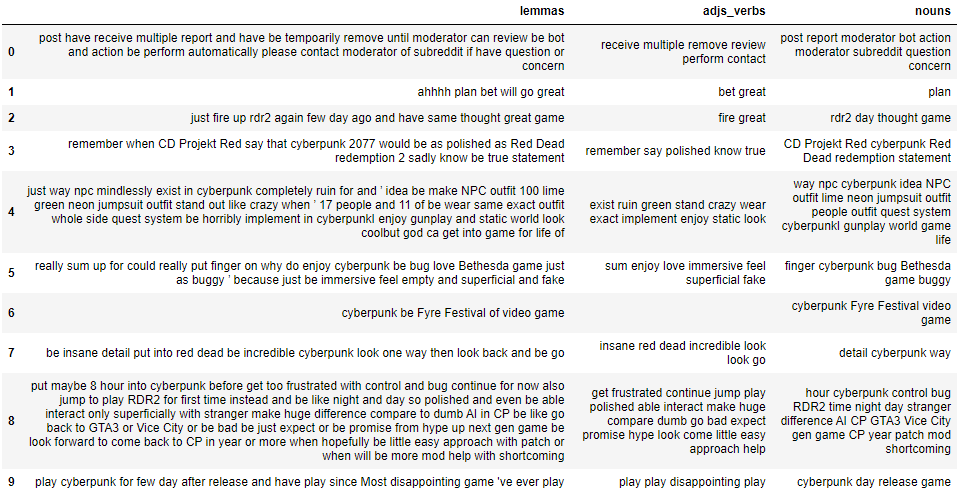 lemmas adjs_verbs nouns
0 post have receive multiple report and have be temporarily remove until moderator can review be bot and action be perform automatically please contact moderator of subreddit if have question or concern receive multiple remove review perform contact post report moderator bot action moderator subreddit question concern
1 ahhhh plan bet will go great bet great plan
2 just fire up rdr2 again few day ago and have same thought great game fire great rdr2 day thought game
3 remember when CD Projekt Red say that cyberpunk 2077 would be as polished as Red Dead redemption 2 sadly know be true statement remember say polished know true CD Projekt Red cyberpunk Red Dead redemption statement
4 just way npc mindlessly exist in cyberpunk completely ruin for and ' idea be make NPC outfit 100 lime green neon jumpsuit outfit stand out like crazy when ' 17 people and 11 of be wear same exact outfit whole side quest system be horribly implement in cyberpunkI enjoy gunplay and static world look coolbut god ca get into game for life of exist ruin green stand crazy wear exact implement enjoy static look way npc cyberpunk idea NPC outfit lime neon jumpsuit outfit people outfit quest system cyberpunkI gunplay world game life
5 really sum up for could really put finger on why do enjoy cyberpunk be bug love Bethesda game just as buggy ' because just be immersive feel empty and superficial and fake sum enjoy love immersive feel superficial fake finger cyberpunk bug Bethesda game buggy
6 cyberpunk be Fyre Festival of video game cyberpunk Fyre Festival video game
7 be insane detail put into red dead be incredible cyberpunk look one way then look back and be go insane red dead incredible look look go detail cyberpunk way
8 put maybe 8 hour into cyberpunk before get too frustrated with control and bug continue for now also jump to play RDR2 for first time instead and be like night and day so polished and even be able interact only superficially with stranger make huge difference compare to dumb AI in CP be like go back to GTA3 or Vice City or be bad be just expect or be promise from hype up next gen game be look forward to come back to CP in year or more when hopefully be little easy approach with patch or when will be more mod help with shortcoming get frustrated continue jump play polished able interact make huge compare dumb go bad expect promise hype look come little easy approach help hour cyberpunk control bug RDR2 time night day stranger difference AI CP GTA3 Vice City gen game CP year patch mod shortcoming
9 play cyberpunk for few day after release and have play since Most disappointing game 've ever play play play disappointing play cyberpunk day release game